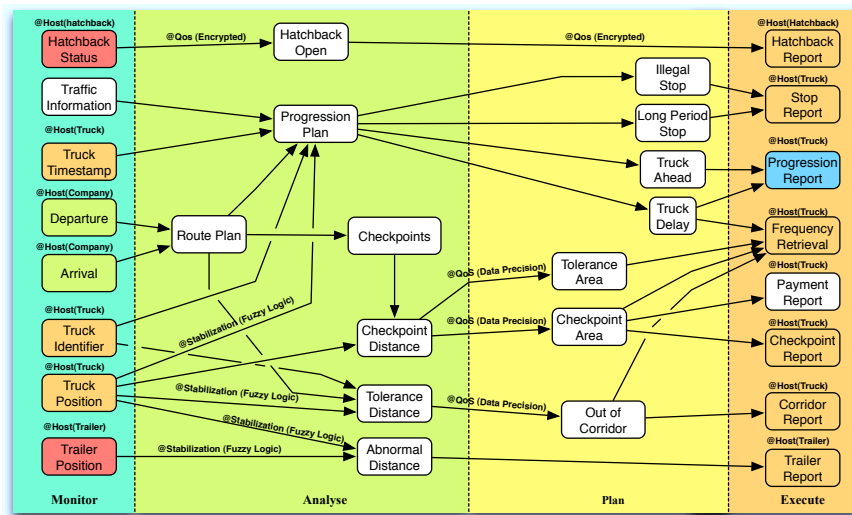 @Host(hatchback)
Hatchback
Status
Traffic
Information
@Host(Truck)
Truck
Timestamp
@Host(Company)
Departure
@Host(Company)
Arrival
@Host(Truck)
Truck
Identifier
@Host(Truck)
Truck
Position
@Host(Trailer)
Trailer
Position
Monitor
@Qos (Encrypted)
Hatchback
Open
Progression
Plan
Route Plan
Checkpoints
@Stabilization (Fuzzy Logic)
Checkpoint
Distance
@Stabilization (Fuzzy Logic)
Tolerance
Distance
@Stabilization (Fuzzy Logic)
@Stabilization (Fuzzy Logic)
Abnormal
Distance
Analyse
@Qos (Encrypted)
Illegal
Stop
Long Period
Stop
Truck
Ahead
Truck
Delay
@QoS (Data Precision)
Tolerance
Area
@QoS (Data Precision)
Checkpoint
Area
@QoS (Data Precision)
Out of
Corridor
Plan
@Host(Hatchback)
Hatchback
Report
@Host(Truck)
Stop
Report
@Host(Truck)
Progression
Report
@Host(Truck)
Frequency
Retrieval
@Host(Truck)
Payment
Report
@Host(Truck)
Checkpoint
Report
@Host(Truck)
Corridor
Report
@Host(Trailer)
Trailer
Report
Execute